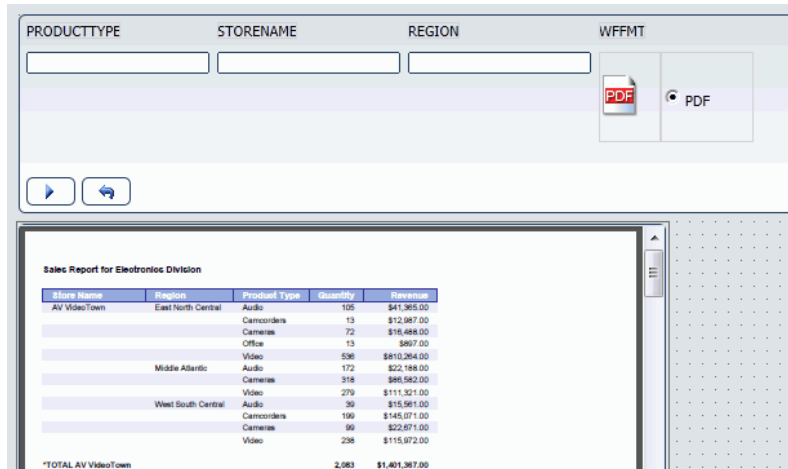 PRODUCTTYPE STORENAME REGION WFFMT
PDF PDF
Sales Report for Electronics Division
Store Name Region Product Type Quantity Revenue
AV VideoTown East North Central Audio 105 $41,365.00
Camcorders 13 $12,987.00
Cameras 72 $16,488.00
Office 13 $897.00
Video 536 $810,264.00
Middle Atlantic Audio 172 $22,188.00
Cameras 318 $86,582.00
Video 279 $111,321.00
West South Central Audio 39 $15,561.00
Camcorders 199 $145,071.00
Cameras 99 $22,671.00
Video 238 $115,972.00
*TOTAL AV VideoTown 2,083 $1,401,367.00